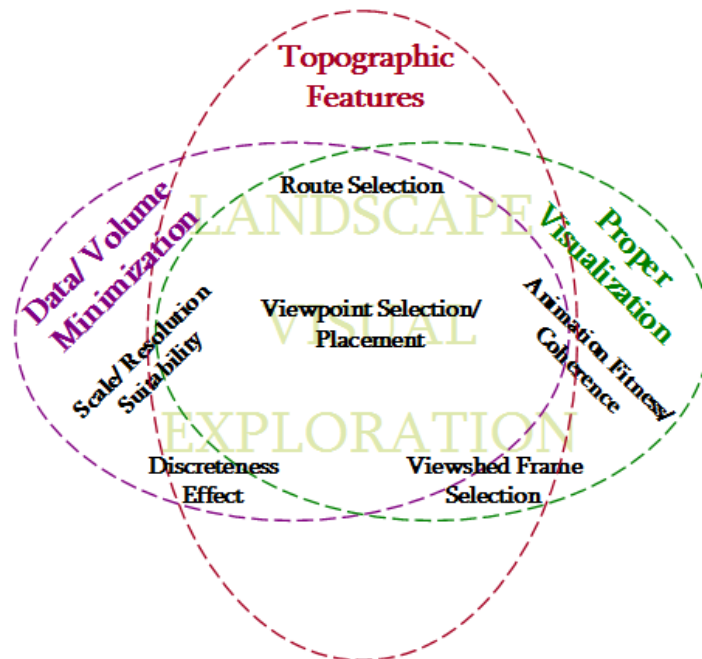 Topographic
Features
Route Selection
LANDSCAPE
Data/ Volume
Minimization
Proper
Visualization
Viewpoint Selection/
Placement
VISUAL
Scale/ Resolution
Suitability
Animation Fitness/
Coherence
EXPLORATION
Discreteness
Effect
Viewshed Frame
Selection